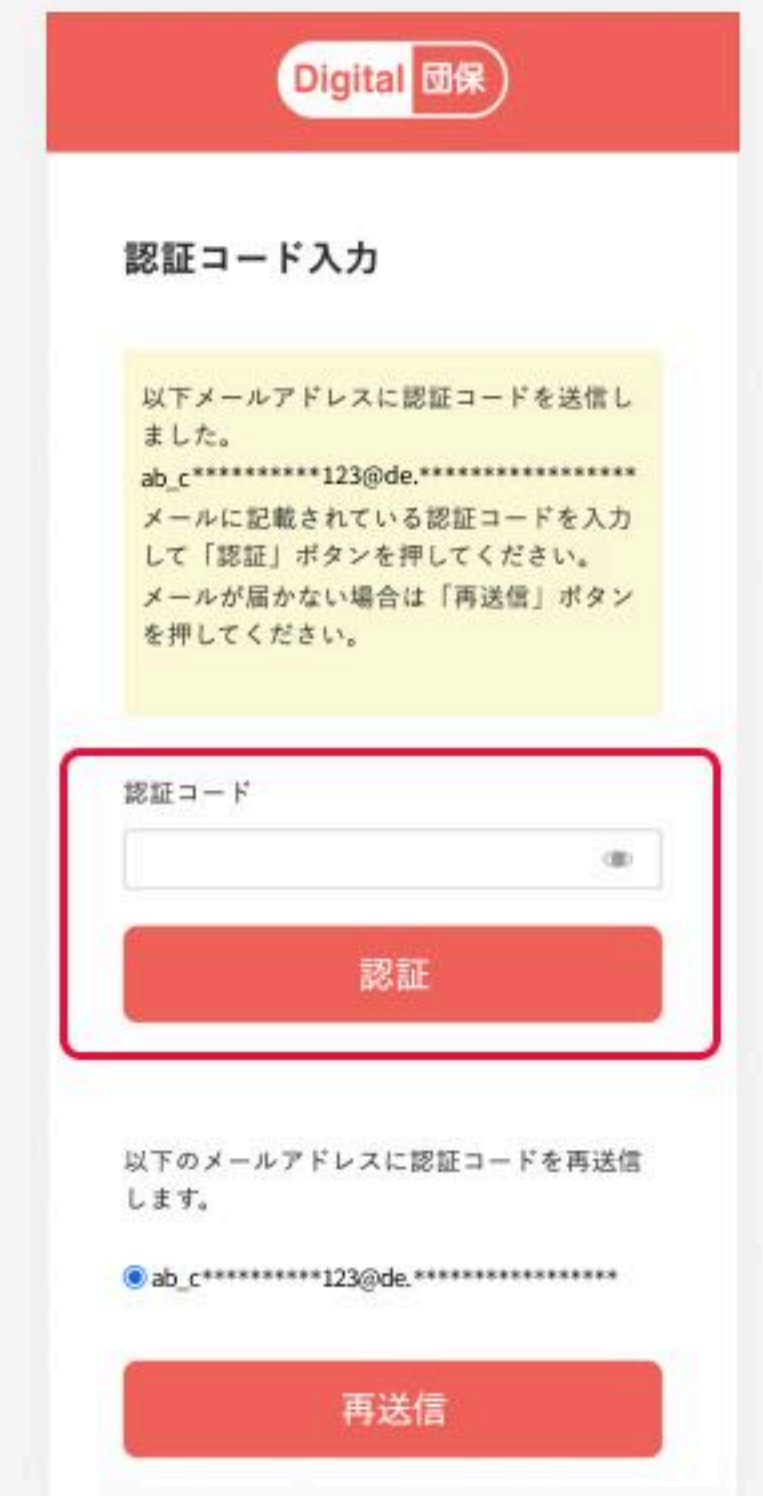 Digital 団保
認証コード入力
以下メールアドレスに認証コードを送信し
ました。
ab_c**********123@de.*****************
メールに記載されている認証コードを入力
して「認証」ボタンを押してください。
メールが届かない場合は「再送信」ボタン
を押してください。
認証コード
認証
以下のメールアドレスに認証コードを再送信
します。
ab_c**********123@de.*****************
再送信